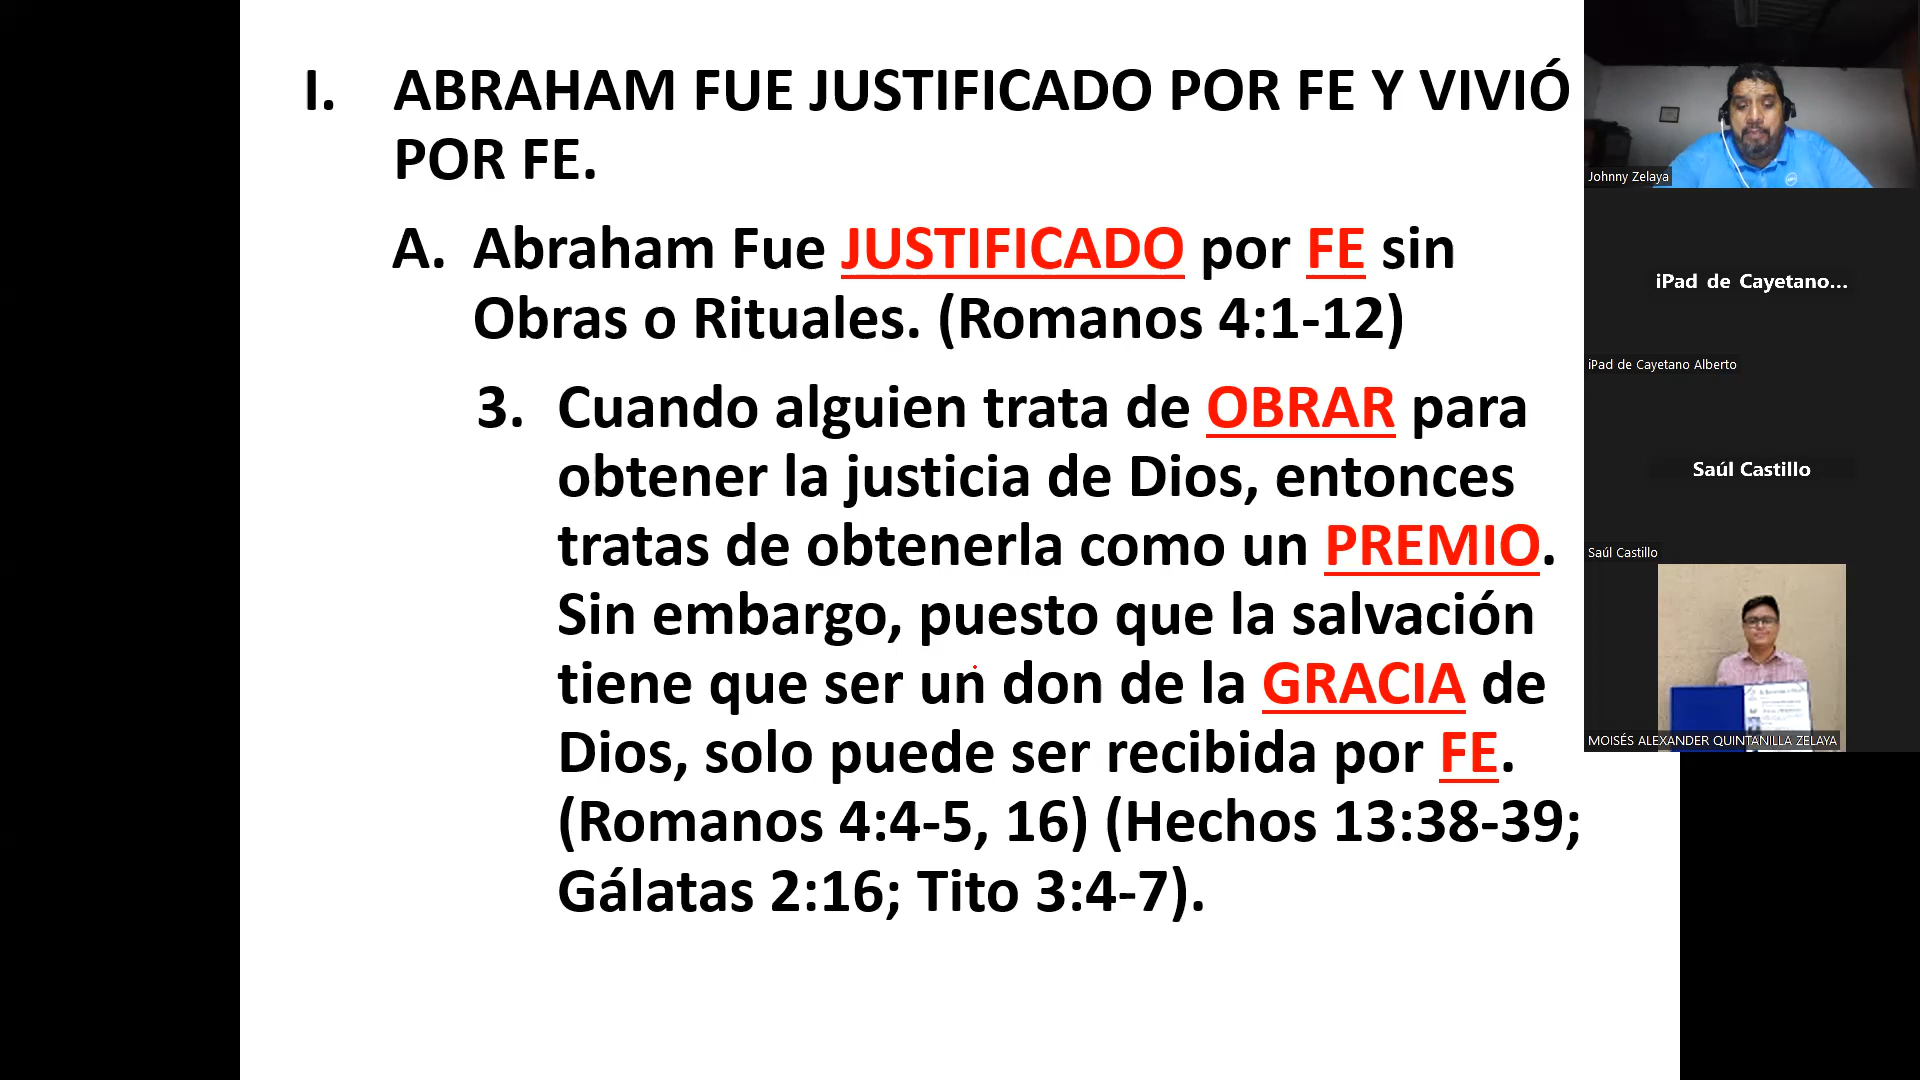 I. ABRAHAM FUE JUSTIFICADO POR FE Y VIVIÓ
POR FE.
A. Abraham Fue JUSTIFICADO por FE sin
Obras o Rituales. (Romanos 4:1-12)
3. Cuando alguien trata de OBRAR para
obtener la justicia de Dios, entonces
tratas de obtenerla como un PREMIO.
Sin embargo, puesto que la salvación
tiene que ser un don de la GRACIA de
Dios, solo puede ser recibida por FE.
(Romanos 4:4-5, 16) (Hechos 13:38-39;
Gálatas 2:16; Tito 3:4-7).
Johnny Zelaya
iPad de Cayetano...
iPad de Cayetano Alberto
Saúl Castillo
Saúl Castillo
MOISÉS ALEXANDER QUINTANILLA ZELAYA